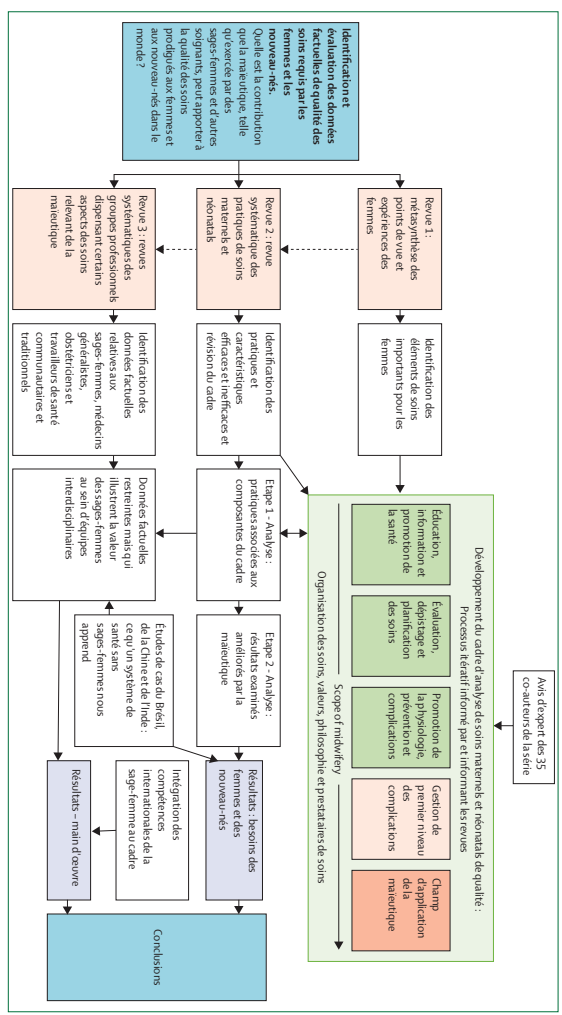 Identification et
évaluation des données
factuelles de qualité des
soins requis par les
femmes et les
nouveau-nés.
Quelle est la contribution
que la maïeutique, telle
qu'exercée par des
sages-femmes et d'autres
soignants, peut apporter à
la qualité des soins
prodigués aux femmes et
aux nouveau-nés dans le
monde ?
Revue 1 :
métasynthèse des
points de vue et
expériences des
femmes
Revue 2 : revue
systématique des
pratiques de soins
maternels et
néonatals
Revue 3 : revues
systématiques des
groupes professionnels
dispensant certains
aspects des soins
relevant de la
maïeutique
Identification des
éléments de soins
importants pour les
femmes
Identification des
pratiques et
caractéristiques
efficaces et inefficaces et
révision du cadre
Identification des
données factuelles
relatives aux
sages-femmes, médecins
généralistes,
obstétriciens et
travailleurs de santé
communautaires et
traditionnels
Avis d'expert des 35
co-auteurs de la série
Développement du cadre d'analyse de soins maternels et néonatals de qualité :
Processus itératif informé par et informant les revues
Éducation,
information et
promotion de
la santé
Évaluation,
dépistage et
planification
des soins
Promotion de
la physiologie,
prévention et
complications
Gestion de
premier niveau
des
complications
Champ
d'application
de la
maïeutique
Scope of midwifery
Organisation des soins, valeurs, philosophie et prestataires de soins
Etape 1 - Analyse :
pratiques associées aux
composantes du cadre
Etape 2 - Analyse :
résultats examinés
améliorés par la
maïeutique
Données factuelles
restreintes mais qui
illustrent la valeur
des sages-femmes
au sein d'équipes
interdisciplinaires
Études de cas du Brésil,
de la Chine et de l'Inde :
ce qu'un système de
santé sans
sages-femmes nous
apprend
Résultats : besoins des
femmes et des
nouveau-nés
Intégration des
compétences
internationales de la
sage-femme au cadre
Résultats – main d'œuvre
Conclusions